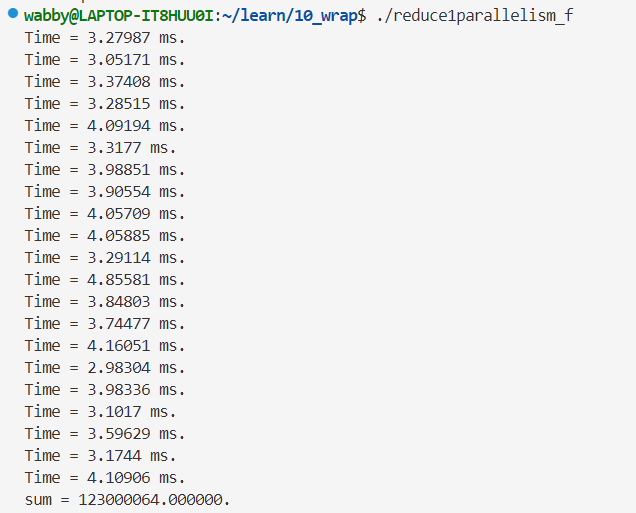 wabby@LAPTOP-IT8HUU0I:~/learn/10_wrap$ ./reduce1parallelism_f
Time = 3.27987 ms.
Time = 3.05171 ms.
Time = 3.37408 ms.
Time = 3.28515 ms.
Time = 4.09194 ms.
Time = 3.3177 ms.
Time = 3.98851 ms.
Time = 3.90554 ms.
Time = 4.05709 ms.
Time = 4.05885 ms.
Time = 3.29114 ms.
Time = 4.85581 ms.
Time = 3.84803 ms.
Time = 3.74477 ms.
Time = 4.16051 ms.
Time = 2.98304 ms.
Time = 3.98336 ms.
Time = 3.1017 ms.
Time = 3.59629 ms.
Time = 3.1744 ms.
Time = 4.10906 ms.
sum = 123000064.000000.